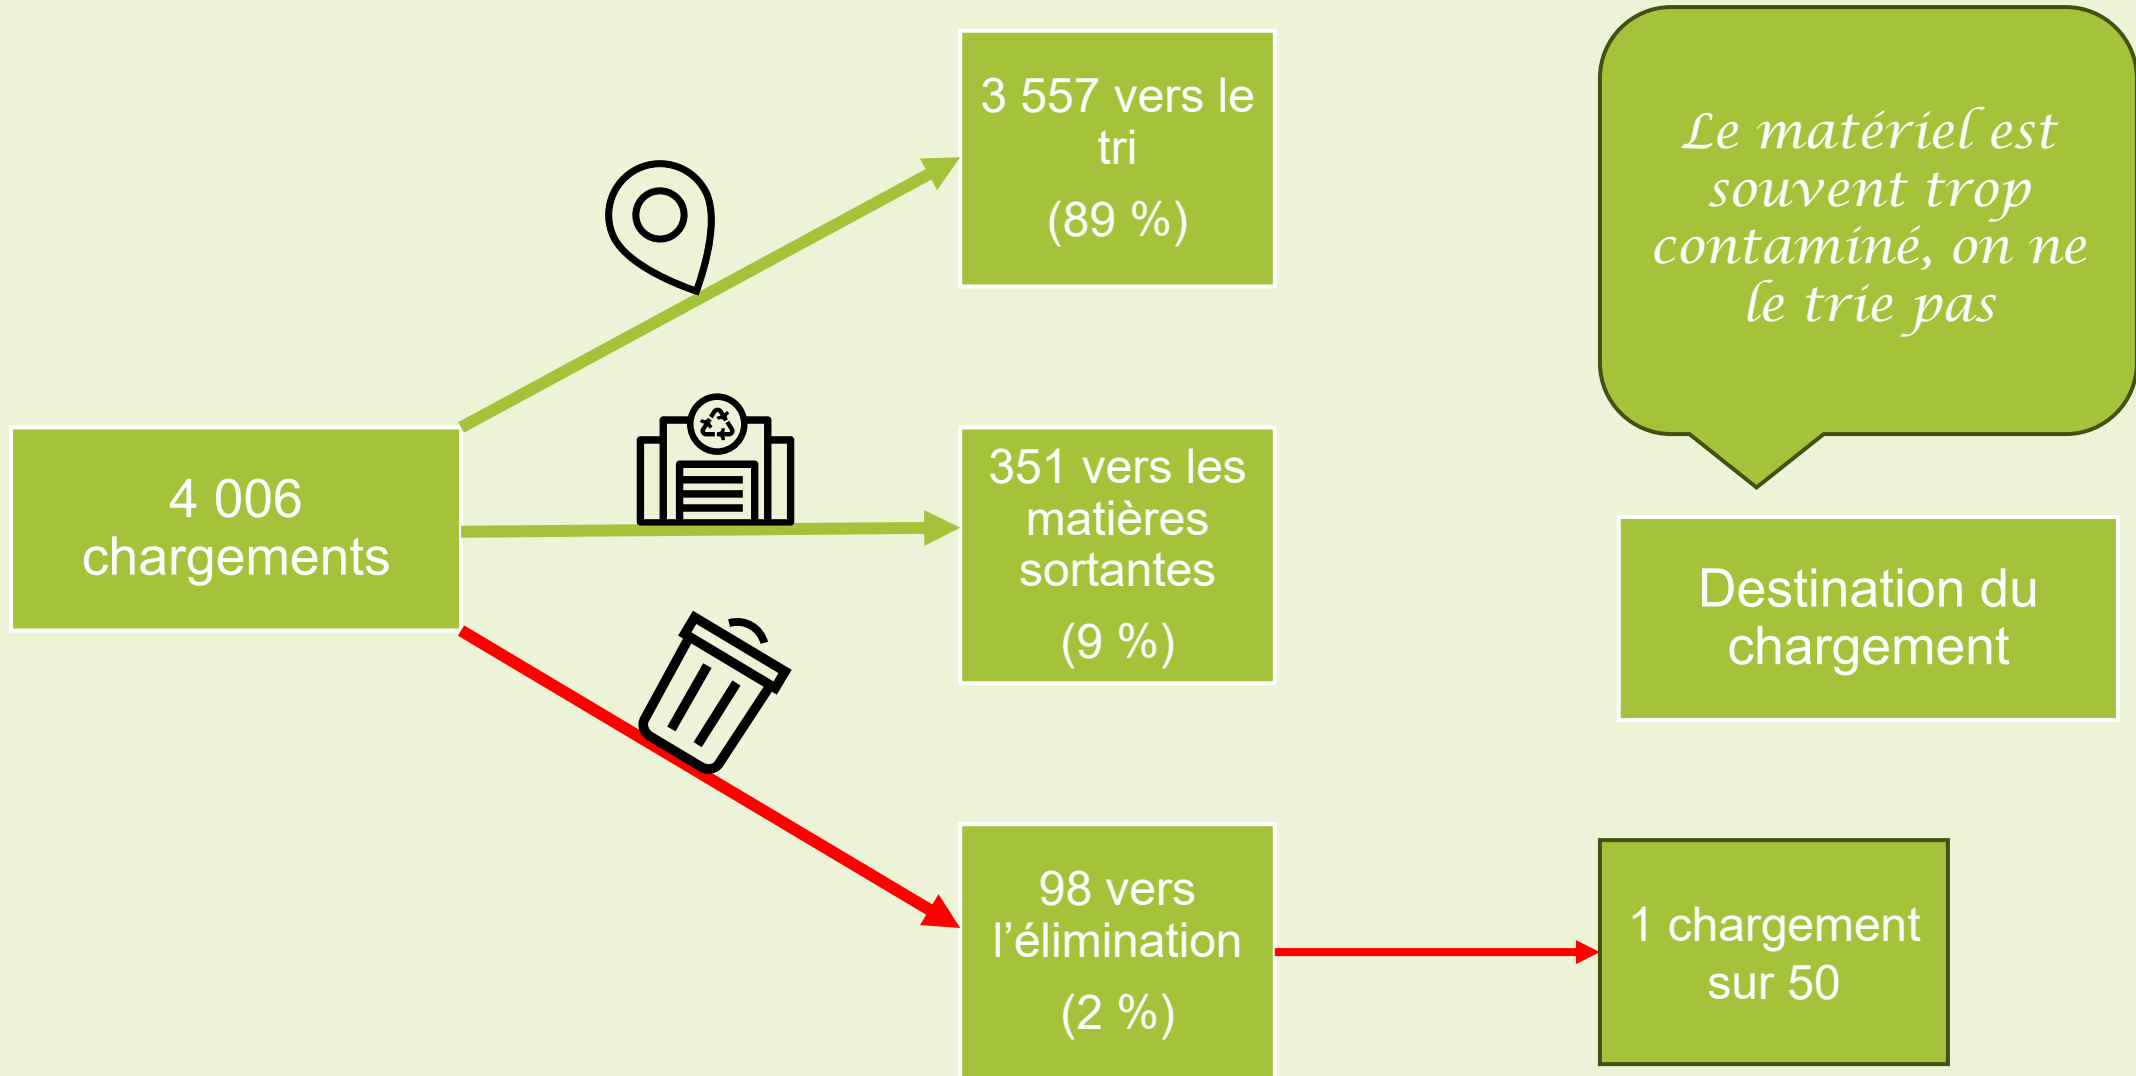 3 557 vers le
tri
(89 %)
Le matériel est
souvent trop
contaminé, on ne
le trie pas
4 006
chargements
351 vers les
matières
sortantes
(9 %)
Destination du
chargement
98 vers
l’élimination
(2 %)
1 chargement
sur 50